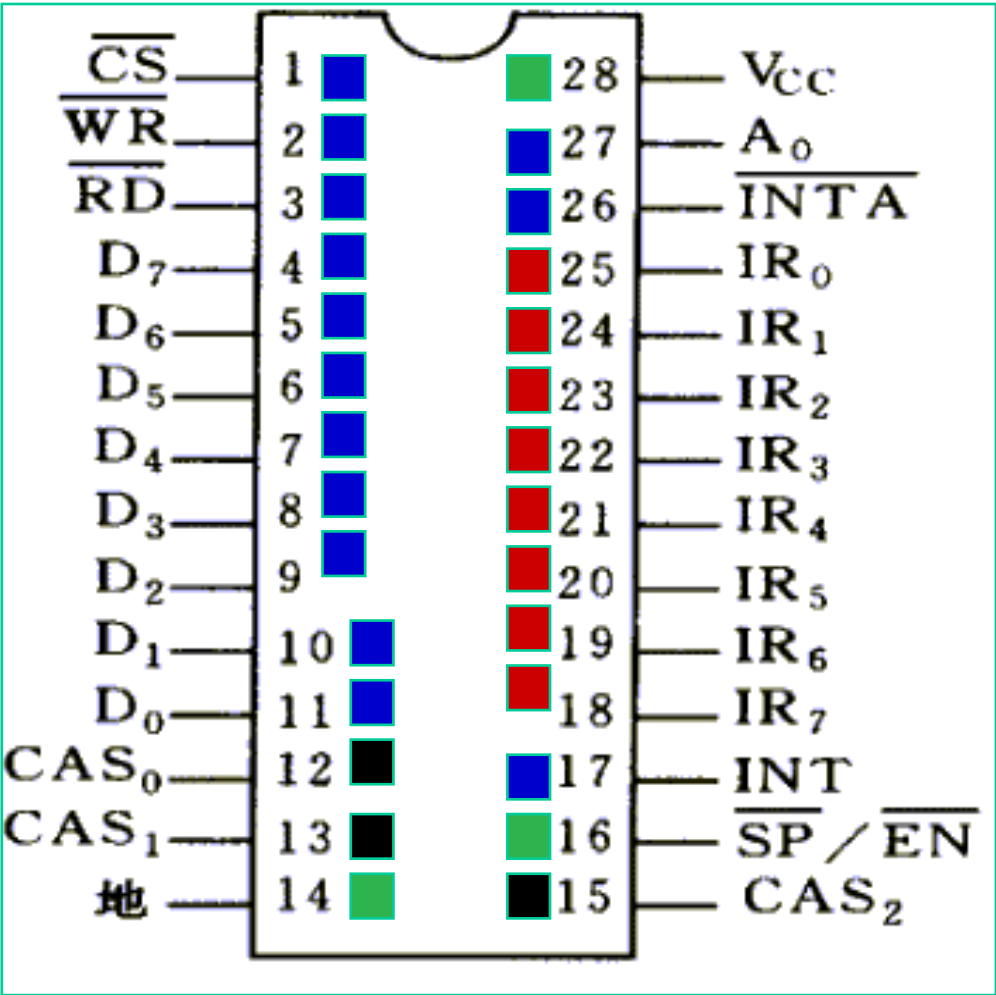 CS 1 28 VCC
WR 2 27 A0
RD 3 26 INTA
D7 4 25 IR0
D6 5 24 IR1
D5 6 23 IR2
D4 7 22 IR3
D3 8 21 IR4
D2 9 20 IR5
D1 10 19 IR6
D0 11 18 IR7
CAS0 12 17 INT
CAS1 13 16 SP/EN
地 14 15 CAS2